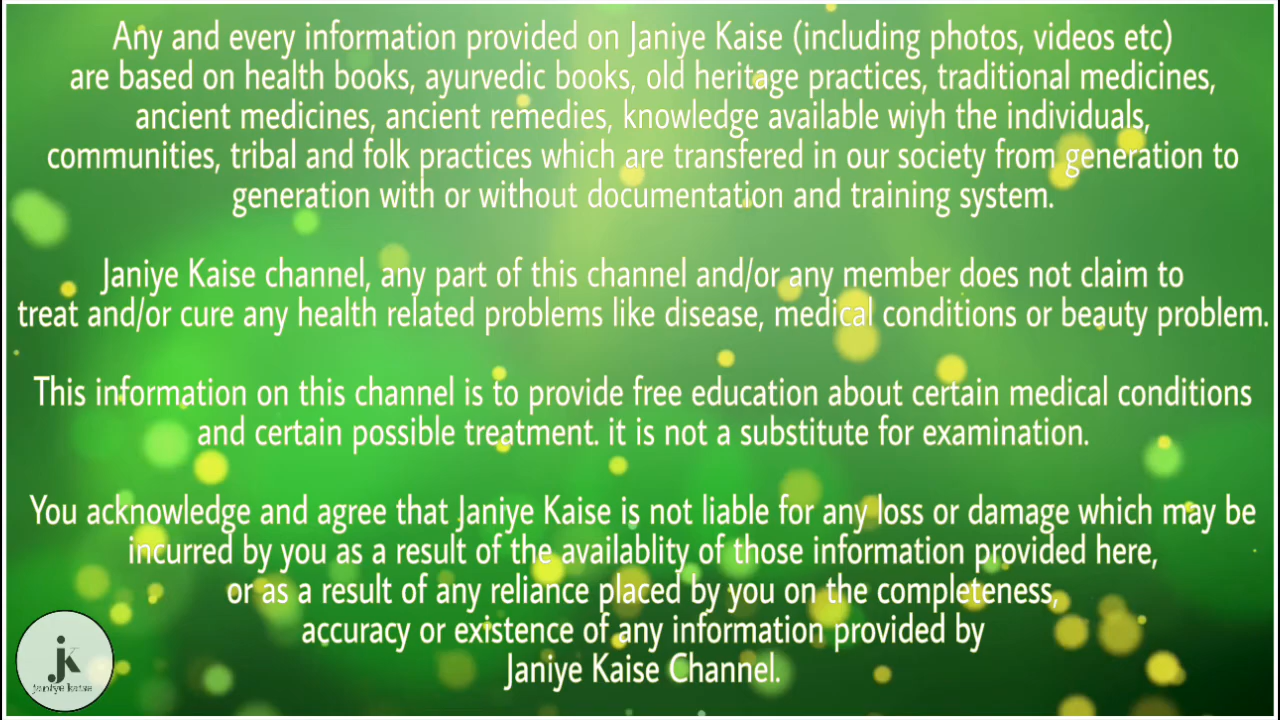 Any and every information provided on Janiye Kaise (including photos, videos etc)
are based on health books, ayurvedic books, old heritage practices, traditional medicines,
ancient medicines, ancient remedies, knowledge available wiyh the individuals,
communities, tribal and folk practices which are transfered in our society from generation to
generation with or without documentation and training system.
Janiye Kaise channel, any part of this channel and/or any member does not claim to
treat and/or cure any health related problems like disease, medical conditions or beauty problem.
This information on this channel is to provide free education about certain medical conditions
and certain possible treatment. it is not a substitute for examination.
You acknowledge and agree that Janiye Kaise is not liable for any loss or damage which may be
incurred by you as a result of the availablity of those information provided here,
or as a result of any reliance placed by you on the completeness,
accuracy or existence of any information provided by
Janiye Kaise Channel.
jk
janiye kaise